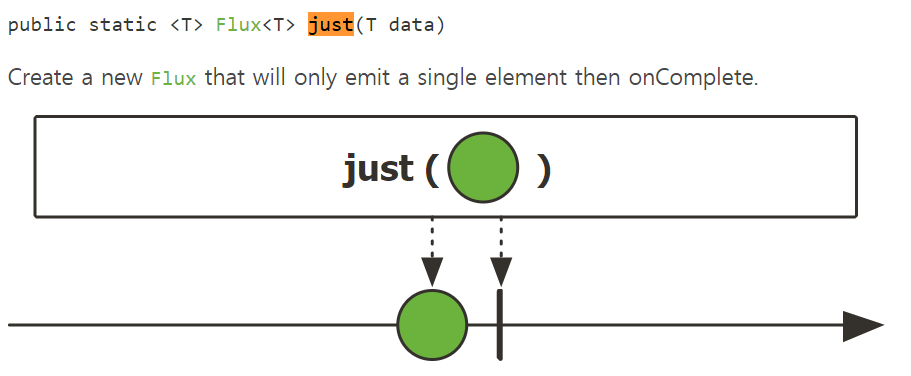 public static <T> Flux<T> just(T data)
Create a new Flux that will only emit a single element then onComplete.
just ( )